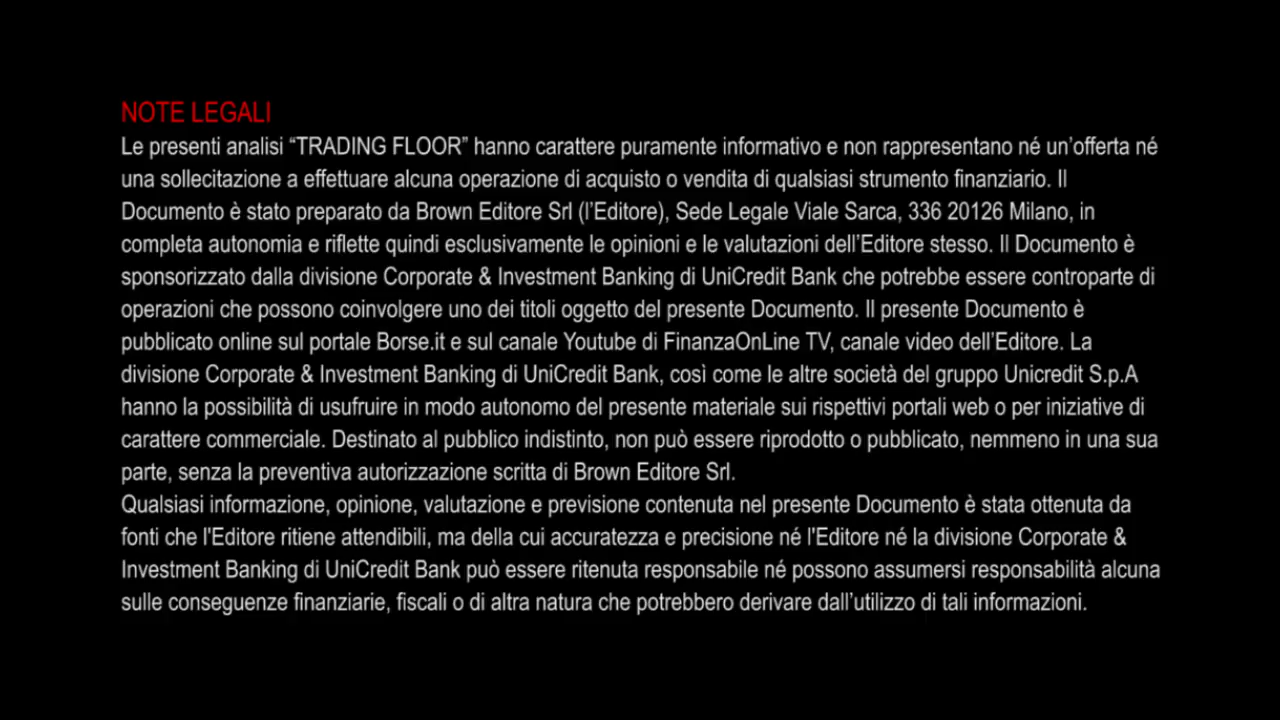 NOTE LEGALI
Le presenti analisi “TRADING FLOOR” hanno carattere puramente informativo e non rappresentano né un’offerta né
una sollecitazione a effettuare alcuna operazione di acquisto o vendita di qualsiasi strumento finanziario. Il
Documento è stato preparato da Brown Editore Srl (l’Editore), Sede Legale Viale Sarca, 336 20126 Milano, in
completa autonomia e riflette quindi esclusivamente le opinioni e le valutazioni dell’Editore stesso. Il Documento è
sponsorizzato dalla divisione Corporate & Investment Banking di UniCredit Bank che potrebbe essere controparte di
operazioni che possono coinvolgere uno dei titoli oggetto del presente Documento. Il presente Documento è
pubblicato online sul portale Borse.it e sul canale Youtube di FinanzaOnLine TV, canale video dell’Editore. La
divisione Corporate & Investment Banking di UniCredit Bank, così come le altre società del gruppo Unicredit S.p.A
hanno la possibilità di usufruire in modo autonomo del presente materiale sui rispettivi portali web o per iniziative di
carattere commerciale. Destinato al pubblico indistinto, non può essere riprodotto o pubblicato, nemmeno in una sua
parte, senza la preventiva autorizzazione scritta di Brown Editore Srl.
Qualsiasi informazione, opinione, valutazione e previsione contenuta nel presente Documento è stata ottenuta da
fonti che l'Editore ritiene attendibili, ma della cui accuratezza e precisione né l'Editore né la divisione Corporate &
Investment Banking di UniCredit Bank può essere ritenuta responsabile né possono assumersi responsabilità alcuna
sulle conseguenze finanziarie, fiscali o di altra natura che potrebbero derivare dall’utilizzo di tali informazioni.